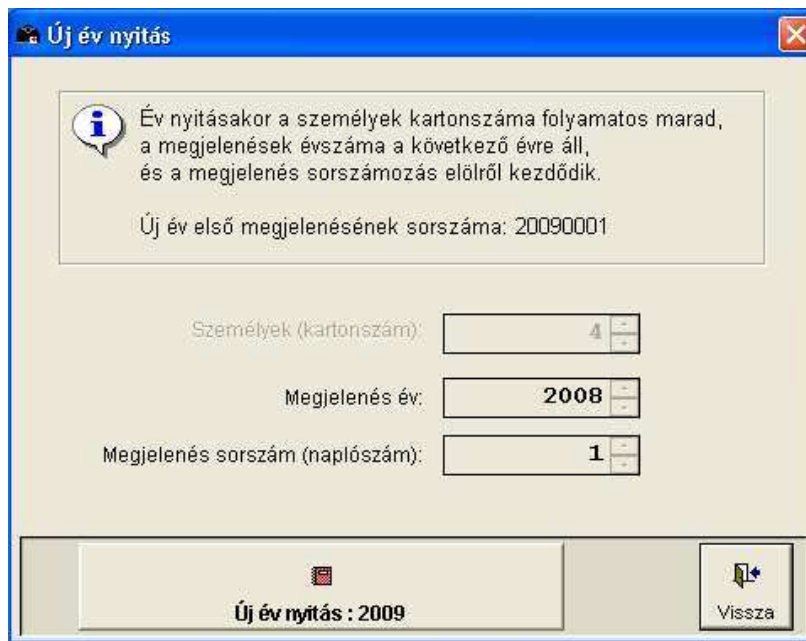 Új év nyitás
Év nyitásakor a személyek kartonszáma folyamatos marad,
a megjelenések évszáma a következő évre áll,
és a megjelenés sorszámozás elölről kezdődik.
Új év első megjelenésének sorszáma: 20090001
Személyek (kartonszám): 4
Megjelenés év: 2008
Megjelenés sorszám (naplószám): 1
Új év nyitás : 2009
Vissza